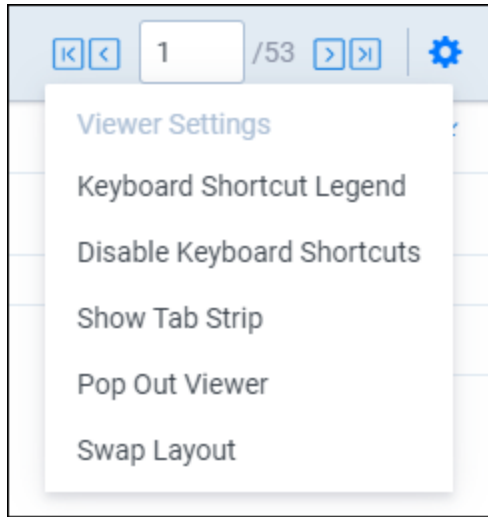 1 /53
Viewer Settings
Keyboard Shortcut Legend
Disable Keyboard Shortcuts
Show Tab Strip
Pop Out Viewer
Swap Layout